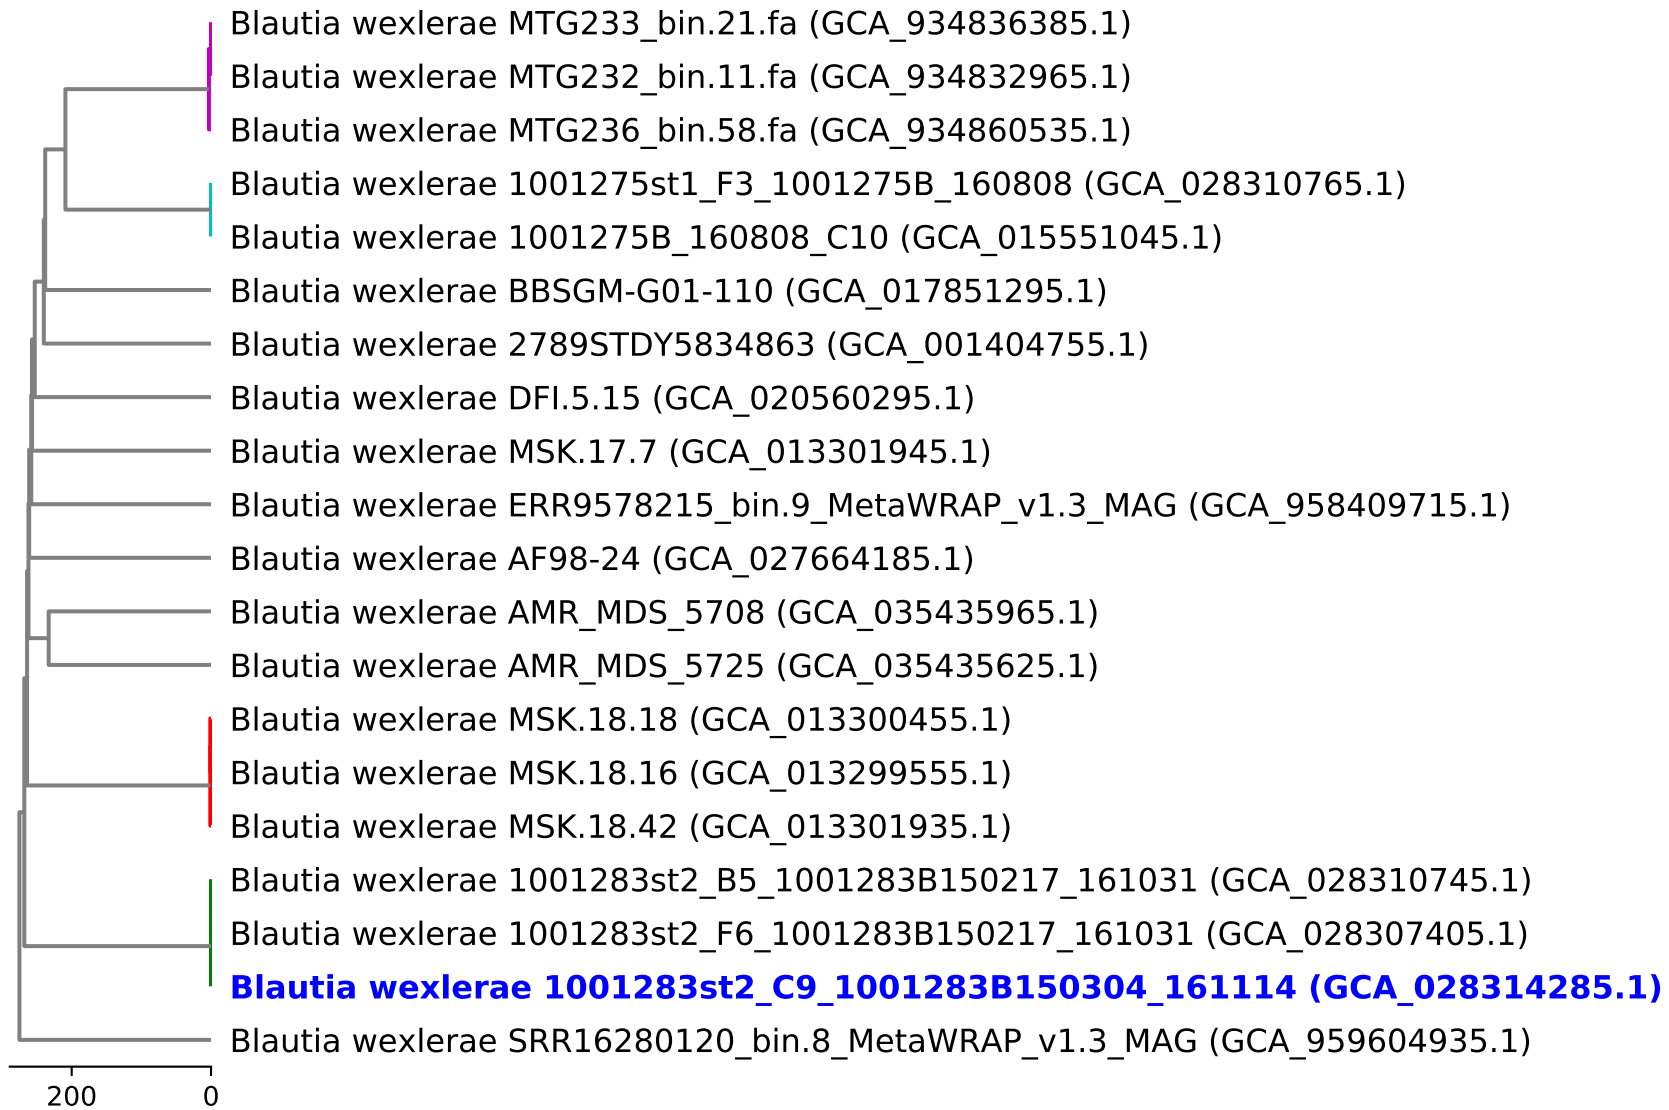 Blautia wexlerae MTG233_bin.21.fa (GCA_934836385.1)
Blautia wexlerae MTG232_bin.11.fa (GCA_934832965.1)
Blautia wexlerae MTG236_bin.58.fa (GCA_934860535.1)
Blautia wexlerae 1001275st1_F3_1001275B_160808 (GCA_028310765.1)
Blautia wexlerae 1001275B_160808_C10 (GCA_015551045.1)
Blautia wexlerae BBSGM-G01-110 (GCA_017851295.1)
Blautia wexlerae 2789STDY5834863 (GCA_001404755.1)
Blautia wexlerae DFI.5.15 (GCA_020560295.1)
Blautia wexlerae MSK.17.7 (GCA_013301945.1)
Blautia wexlerae ERR9578215_bin.9_MetaWRAP_v1.3_MAG (GCA_958409715.1)
Blautia wexlerae AF98-24 (GCA_027664185.1)
Blautia wexlerae AMR_MDS_5708 (GCA_035435965.1)
Blautia wexlerae AMR_MDS_5725 (GCA_035435625.1)
Blautia wexlerae MSK.18.18 (GCA_013300455.1)
Blautia wexlerae MSK.18.16 (GCA_013299555.1)
Blautia wexlerae MSK.18.42 (GCA_013301935.1)
Blautia wexlerae 1001283st2_B5_1001283B150217_161031 (GCA_028310745.1)
Blautia wexlerae 1001283st2_F6_1001283B150217_161031 (GCA_028307405.1)
Blautia wexlerae 1001283st2_C9_1001283B150304_161114 (GCA_028314285.1)
Blautia wexlerae SRR16280120_bin.8_MetaWRAP_v1.3_MAG (GCA_959604935.1)
200 0